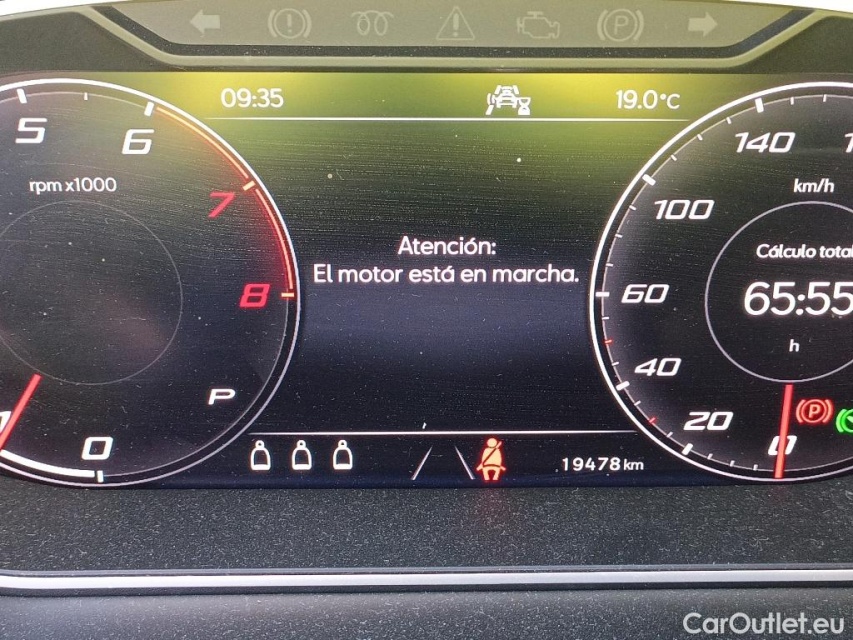 09:35
19.0°C
5
6
7
8
rpm x1000
P
0
Atención:
El motor está en marcha.
140
100
60
40
20
0
km/h
Cálculo total
65:55
h
P
19478 km
CarOutlet.eu